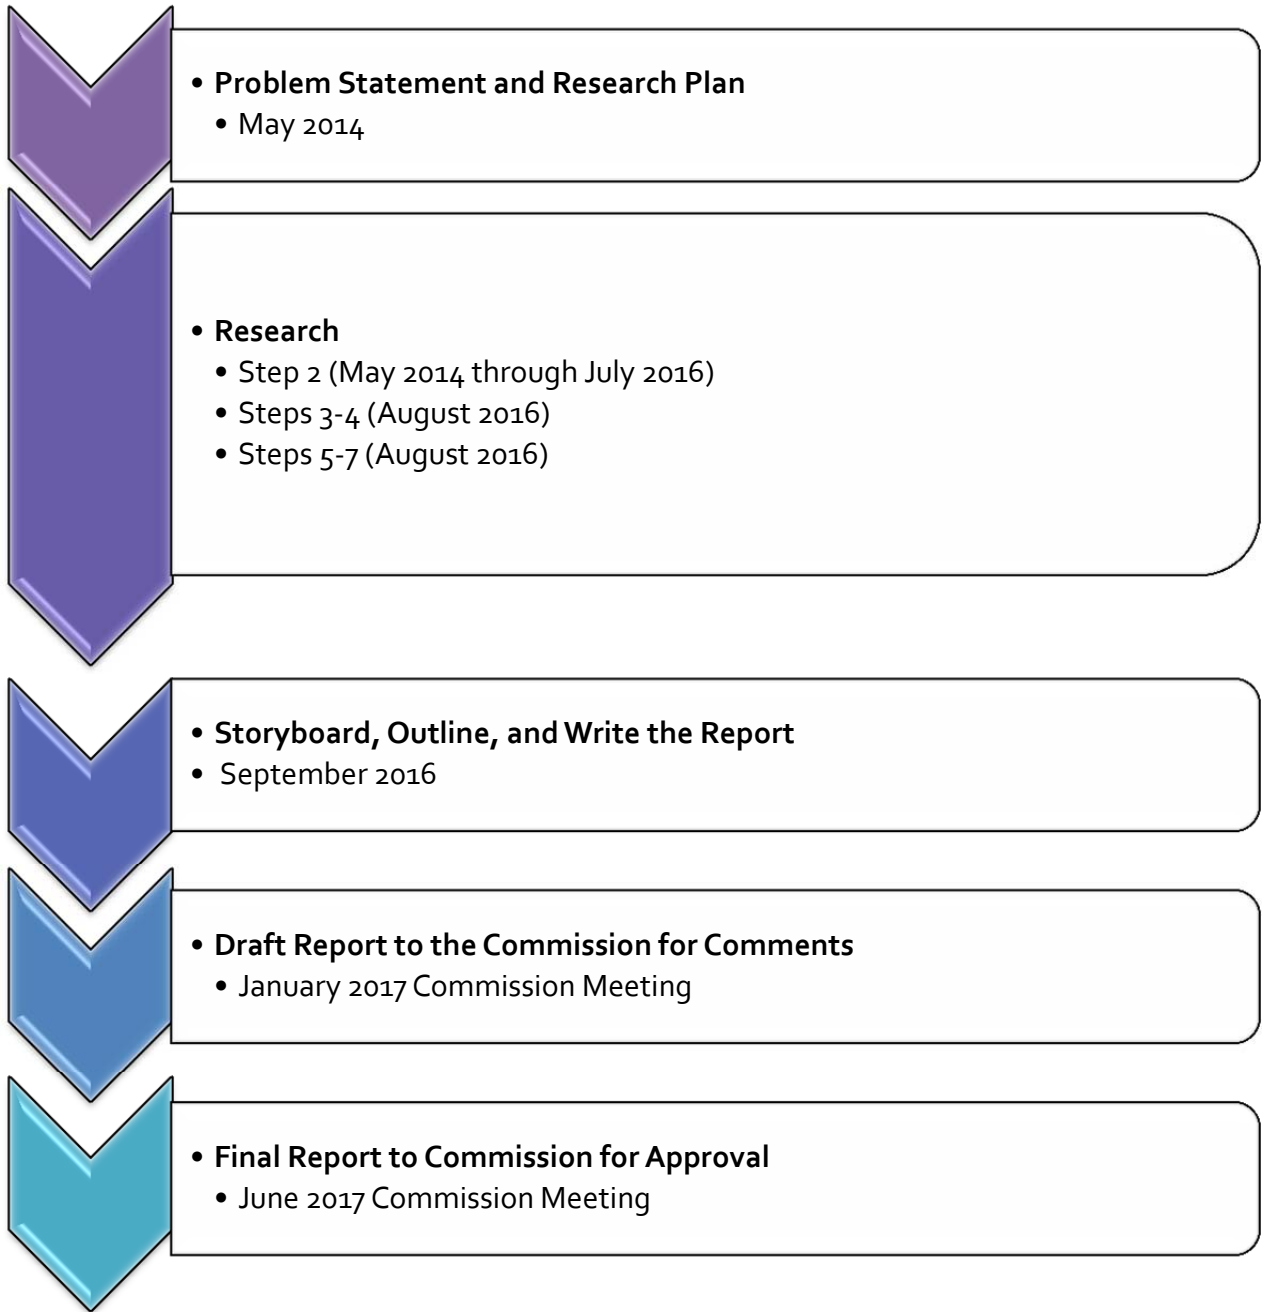 • Problem Statement and Research Plan
• May 2014
• Research
• Step 2 (May 2014 through July 2016)
• Steps 3-4 (August 2016)
• Steps 5-7 (August 2016)
• Storyboard, Outline, and Write the Report
• September 2016
• Draft Report to the Commission for Comments
• January 2017 Commission Meeting
• Final Report to Commission for Approval
• June 2017 Commission Meeting